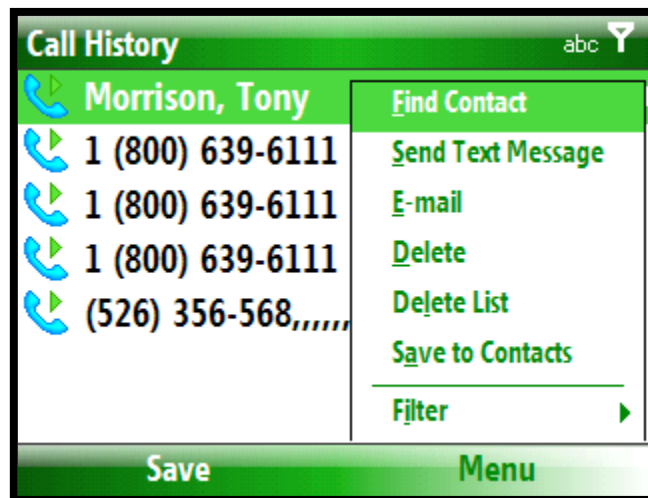 Call History abc
Morrison, Tony
1 (800) 639-6111
1 (800) 639-6111
1 (800) 639-6111
(526) 356-568,,,,,,
Find Contact
Send Text Message
E-mail
Delete
Delete List
Save to Contacts
Filter
Save Menu